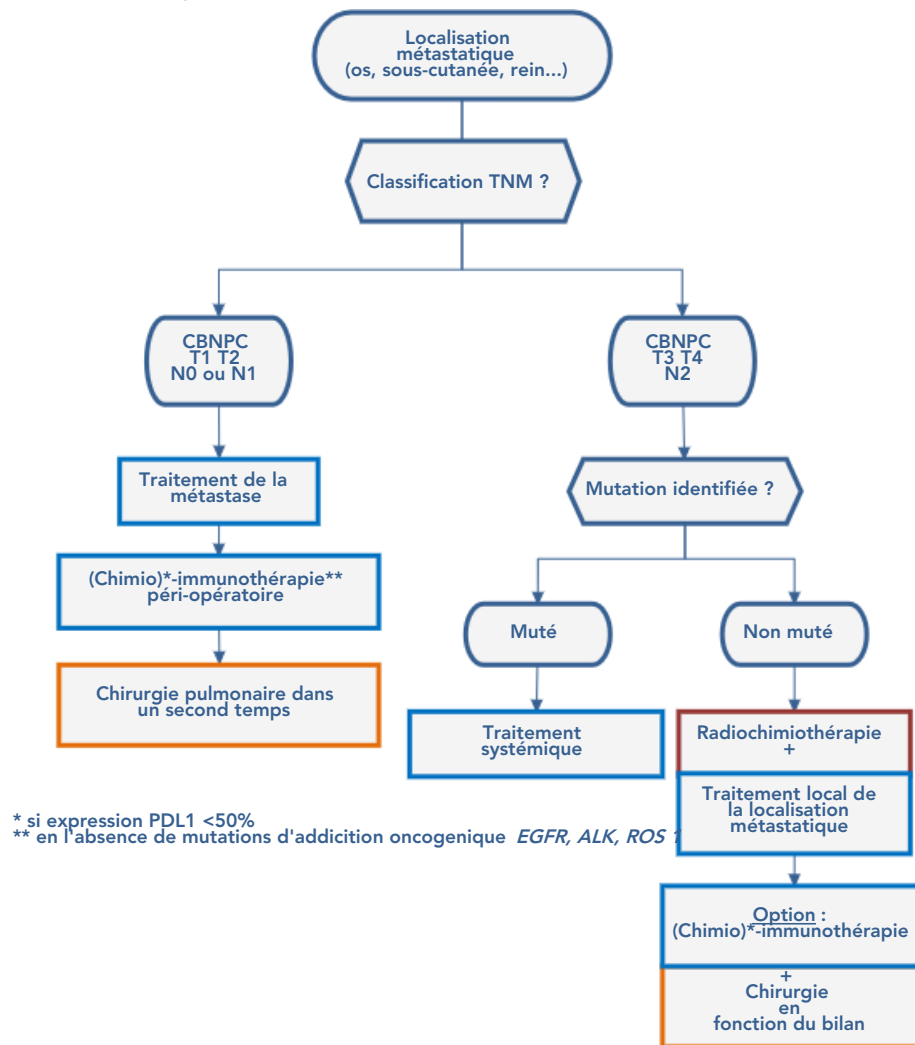 Localisation
métastatique
(os, sous-cutanée, rein...)
Classification TNM ?
CBNPC
T1 T2
N0 ou N1
CBNPC
T3 T4
N2
Traitement de la
métastase
Mutation identifiée ?
(Chimio)*-immunothérapie**
péri-opératoire
Muté
Non muté
Chirurgie pulmonaire dans
un second temps
Traitement
systémique
Radiochimiothérapie
+
Traitement local de
la localisation
métastatique
* si expression PDL1 <50%
** en l'absence de mutations d'addicition oncogenique EGFR, ALK, ROS 1
Option :
(Chimio)*-immunothérapie
+
Chirurgie
en
fonction du bilan